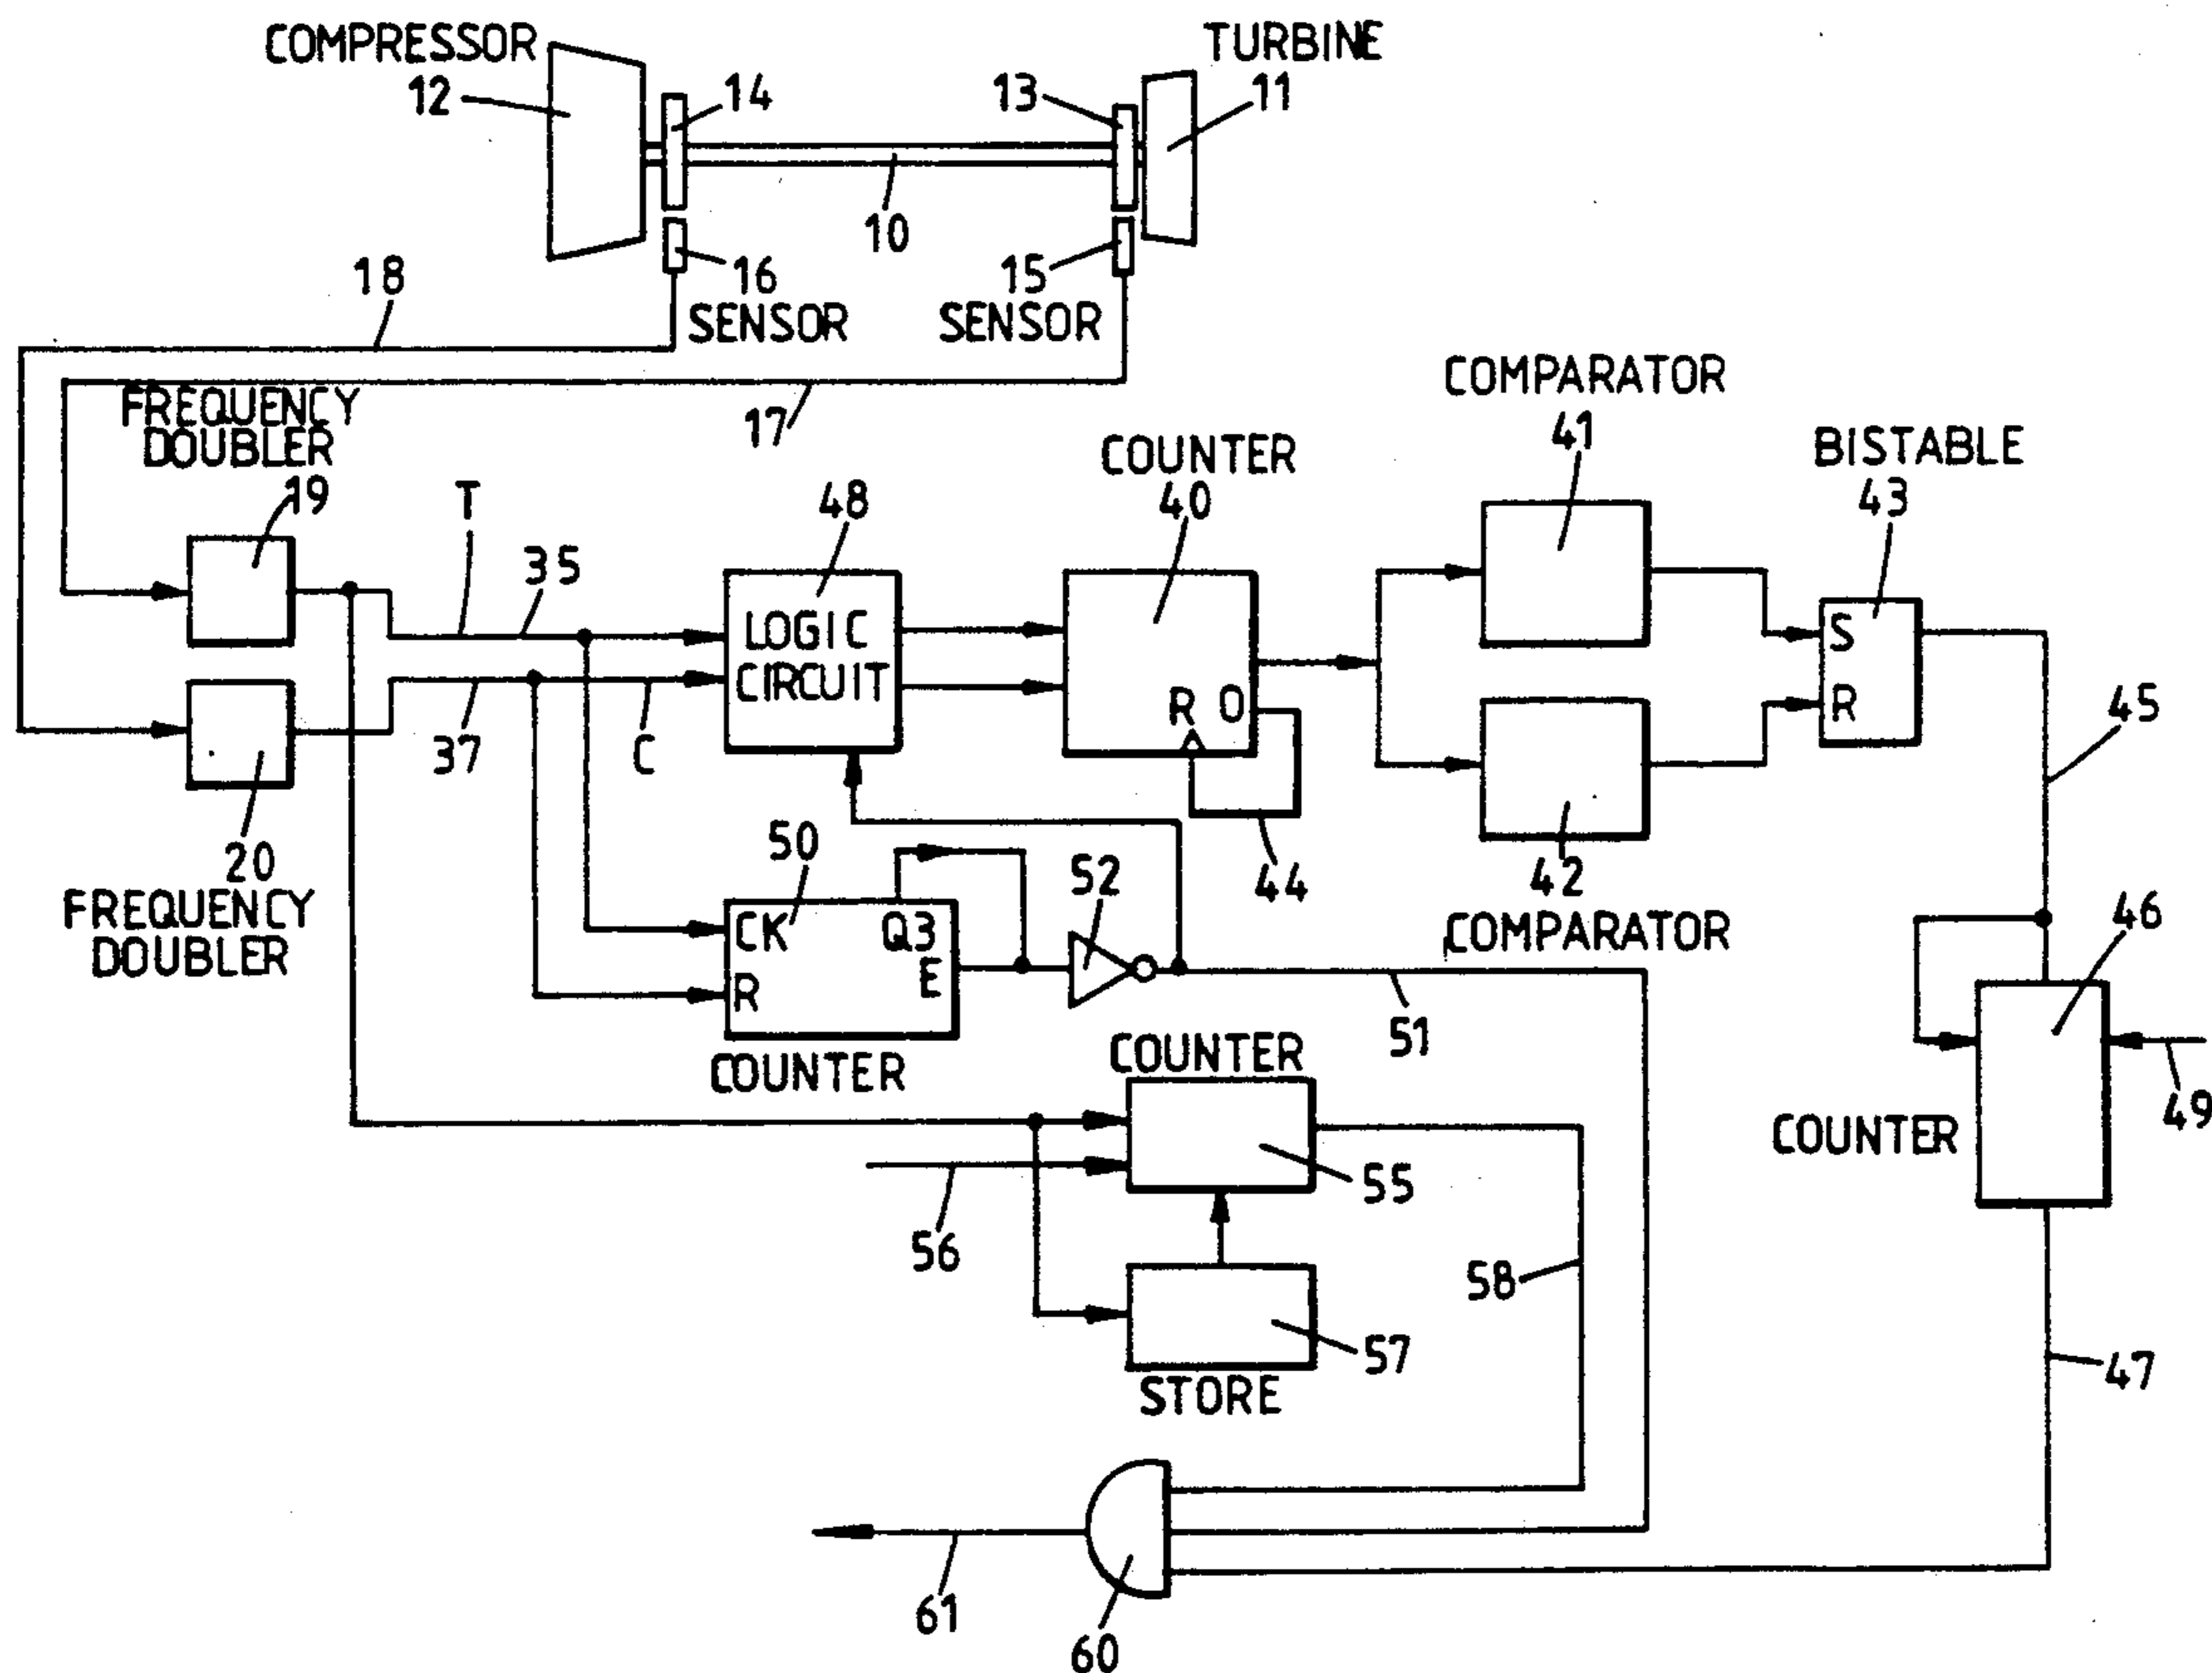 COMPRESSOR
12
14
13
TURBINE
11
10
18
16
SENSOR
15
SENSOR
17
FREQUENCY
DOUBLER
19
T
35
48
LOGIC
CIRCUIT
COUNTER
40
R O
44
COMPARATOR
41
BISTABLE
43
S
R
45
37
C
20
FREQUENCY
DOUBLER
50
CK Q3
R E
COUNTER
52
51
42
COMPARATOR
46
49
COUNTER
COUNTER
55
56
57
STORE
58
47
61
60